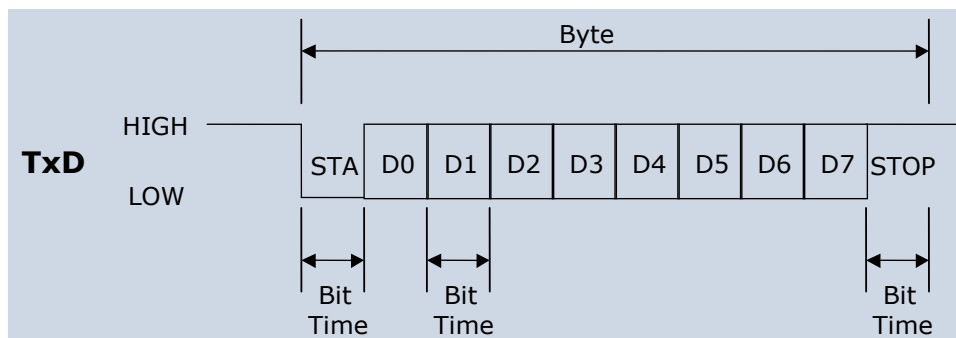 Byte
HIGH
TxD
STA D0 D1 D2 D3 D4 D5 D6 D7 STOP
LOW
Bit Time
Bit Time
Bit Time